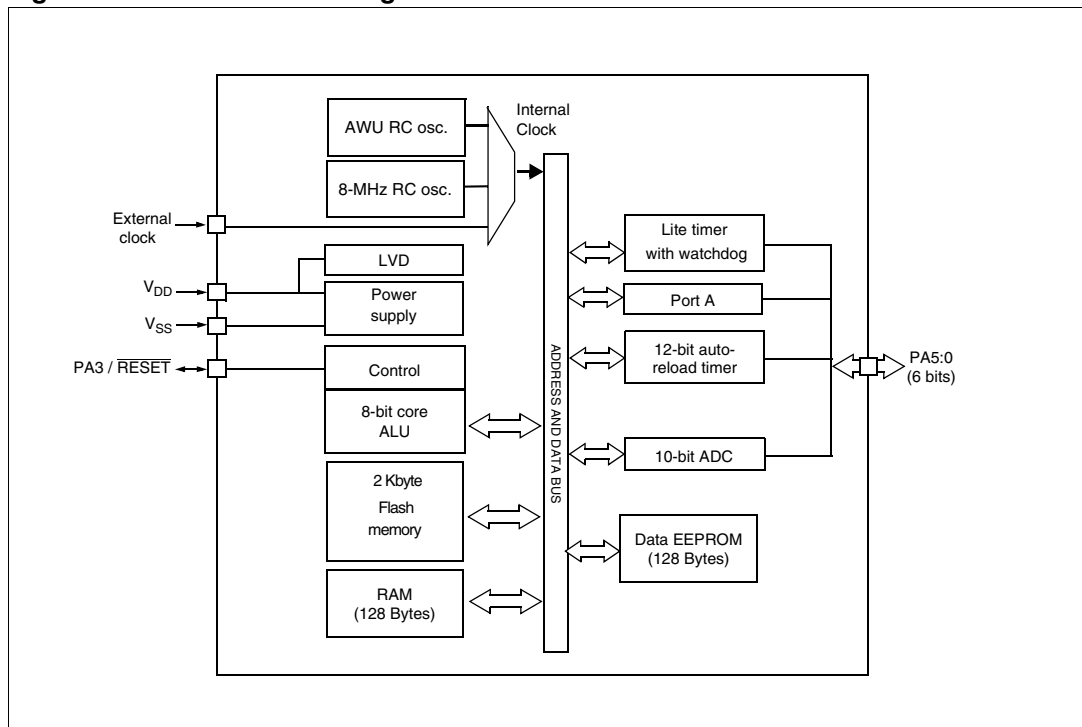 AWU RC osc.
8-MHz RC osc.
Internal
Clock
External
clock
LVD
V_DD
Power
supply
V_SS
PA3 / RESET
Control
8-bit core
ALU
2 Kbyte
Flash
memory
RAM
(128 Bytes)
ADDRESS AND DATA BUS
Lite timer
with watchdog
Port A
12-bit auto-
reload timer
10-bit ADC
Data EEPROM
(128 Bytes)
PA5:0
(6 bits)